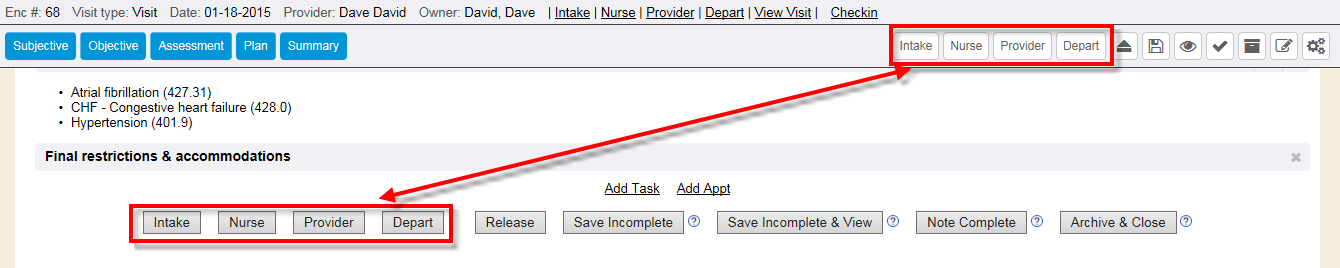 Enc #: 68 Visit type: Visit Date: 01-18-2015 Provider: Dave David Owner: David, Dave | Intake | Nurse | Provider | Depart | View Visit | Checkin
Subjective Objective Assessment Plan Summary Intake Nurse Provider Depart
• Atrial fibrillation (427.31)
• CHF - Congestive heart failure (428.0)
• Hypertension (401.9)
Final restrictions & accommodations
Add Task Add Appt
Intake Nurse Provider Depart Release Save Incomplete ? Save Incomplete & View ? Note Complete ? Archive & Close ?